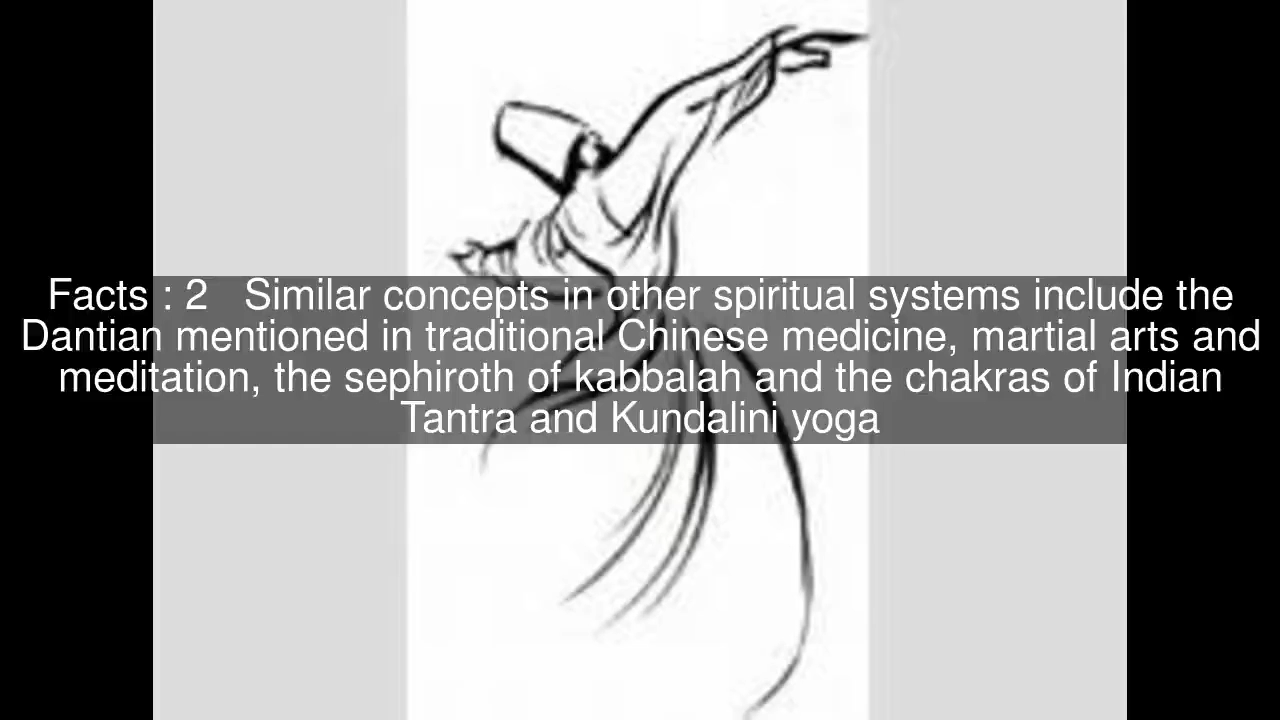 Facts : 2   Similar concepts in other spiritual systems include the
Dantian mentioned in traditional Chinese medicine, martial arts and
meditation, the sephiroth of kabbalah and the chakras of Indian
Tantra and Kundalini yoga